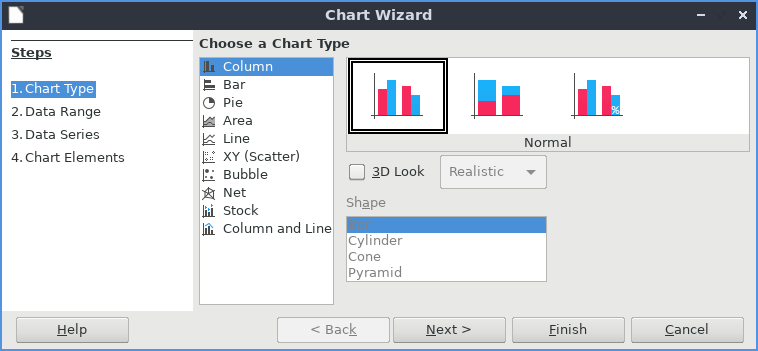 Chart Wizard
Steps
1. Chart Type
2. Data Range
3. Data Series
4. Chart Elements
Choose a Chart Type
Column
Bar
Pie
Area
Line
XY (Scatter)
Bubble
Net
Stock
Column and Line
%
Normal
3D Look
Realistic
Shape
Cylinder
Cone
Pyramid
Help
< Back
Next >
Finish
Cancel